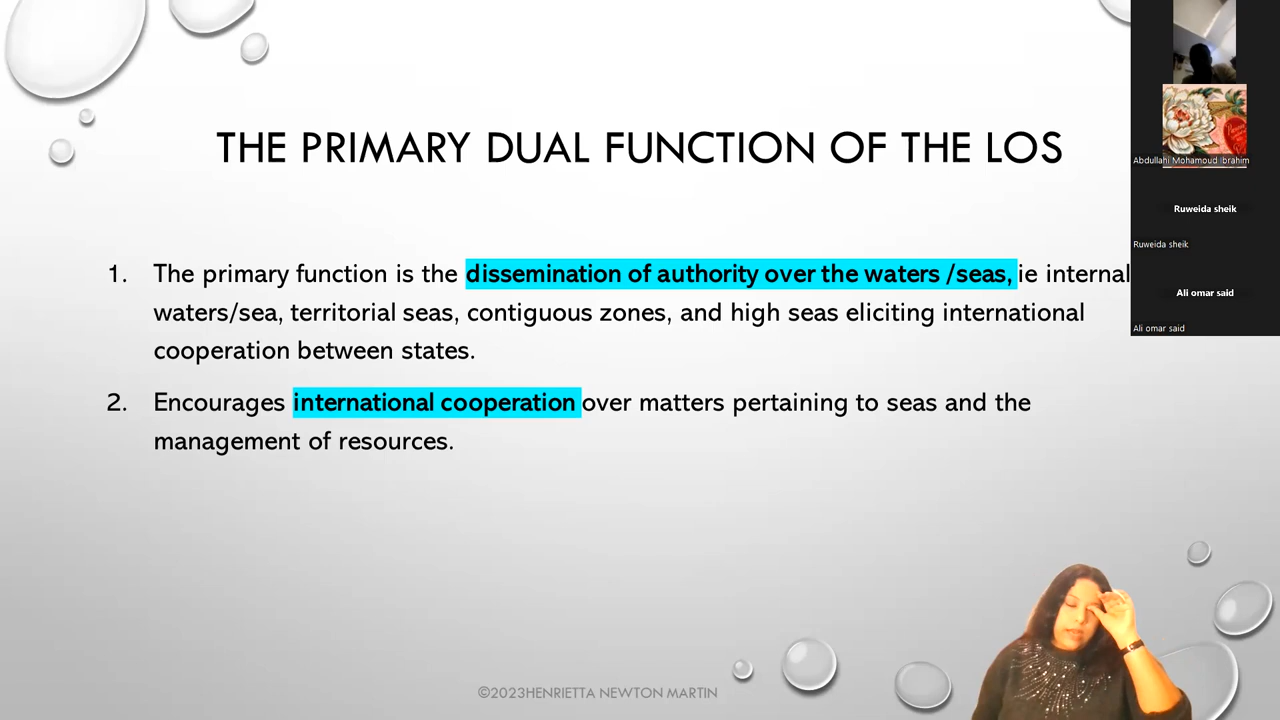 THE PRIMARY DUAL FUNCTION OF THE LOS
1. The primary function is the dissemination of authority over the waters /seas, ie internal
waters/sea, territorial seas, contiguous zones, and high seas eliciting international
cooperation between states.
2. Encourages international cooperation over matters pertaining to seas and the
management of resources.
©2023HENRIETTA NEWTON MARTIN
Abdullahi Mohamoud Ibrahim
Ruweida sheik
Ruweida sheik
Ali omar said
Ali omar said